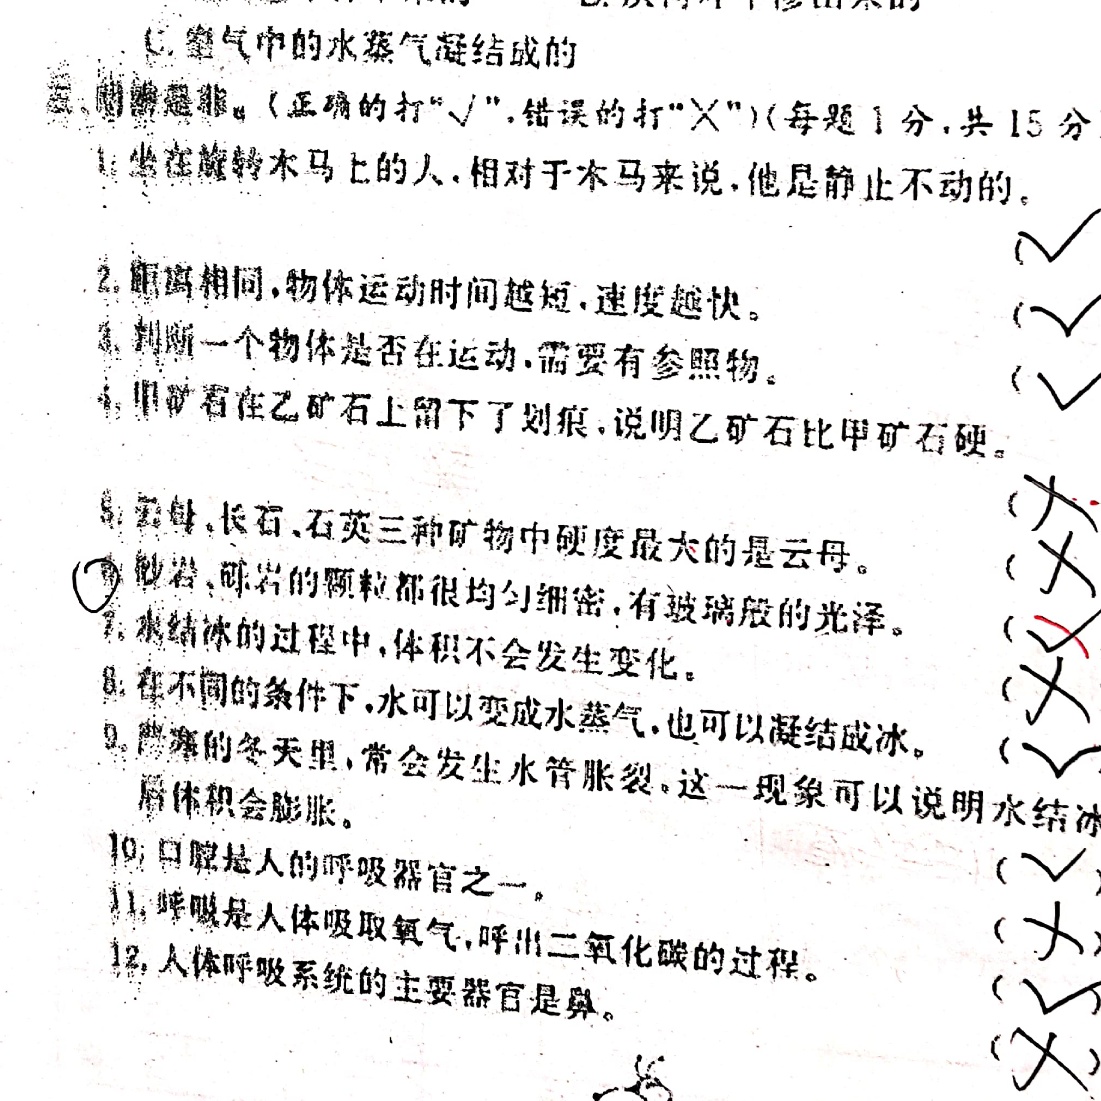 C. 空气中的水蒸气凝结成的
判断是非。(正确的打“√”,错误的打“X”)(每题1分,共15分
1. 坐在旋转木马上的人,相对于木马来说,他是静止不动的。
(√
2. 距离相同,物体运动时间越短,速度越快。
(√
3. 判断一个物体是否在运动,需要有参照物。
(√
4. 甲矿石在乙矿石上留下了划痕,说明乙矿石比甲矿石硬。
(X
5. 云母、长石、石英三种矿物中硬度最大的是云母。
(X
6. 砂岩、砾岩的颗粒都很均匀细密,有玻璃般的光泽。
(
7. 水结冰的过程中,体积不会发生变化。
(X
8. 在不同的条件下,水可以变成水蒸气,也可以凝结成冰。
(√
9. 严寒的冬天里,常会发生水管胀裂。这一现象可以说明水结冰
后体积会膨胀。
(√)
10. 口腔是人的呼吸器官之一。
(X)
11. 呼吸是人体吸取氧气,呼出二氧化碳的过程。
(√)
12. 人体呼吸系统的主要器官是鼻。
(X)